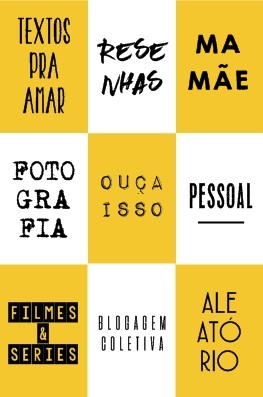 TEXTOS
PRA
AMAR
RESE
NHAS
MA
MÃE
FOTO
GRA
FIA
OUÇA
ISSO
PESSOAL
FILMES
&
SERIES
BLOGAGEM
COLETIVA
ALE
ATÓ
RIO